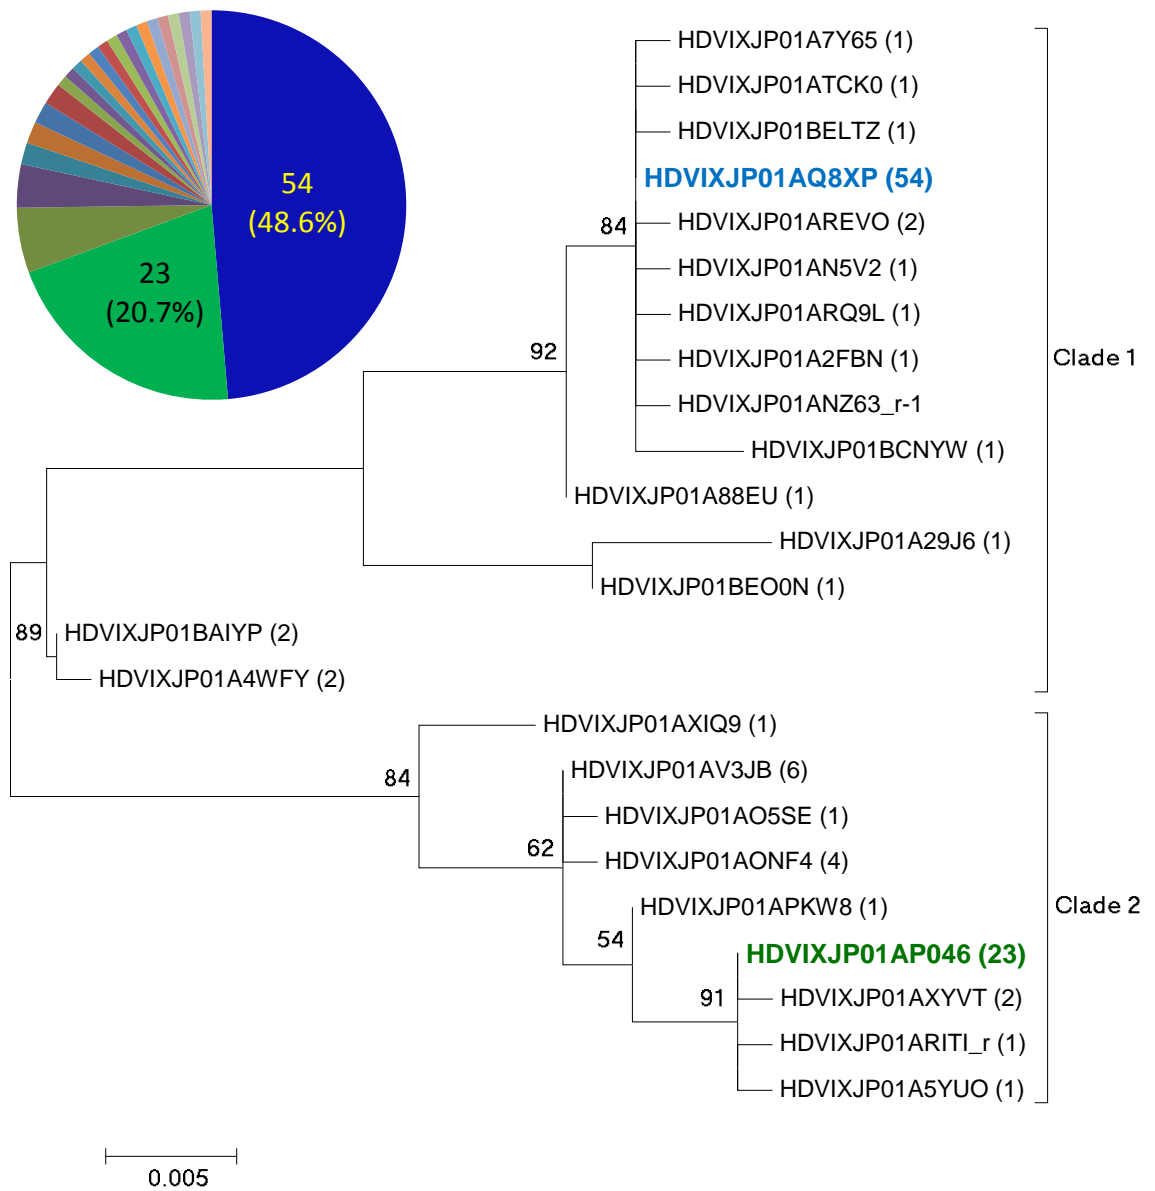 HDVIXJP01A7Y65 (1)
HDVIXJP01ATCK0 (1)
HDVIXJP01BELTZ (1)
54
(48.6%)
HDVIXJP01AQ8XP (54)
84
HDVIXJP01AREVO (2)
23
(20.7%)
HDVIXJP01AN5V2 (1)
HDVIXJP01ARQ9L (1)
92
HDVIXJP01A2FBN (1)
Clade 1
HDVIXJP01ANZ63_r-1
HDVIXJP01BCNYW (1)
HDVIXJP01A88EU (1)
HDVIXJP01A29J6 (1)
HDVIXJP01BEO0N (1)
89
HDVIXJP01BAIYP (2)
HDVIXJP01A4WFY (2)
HDVIXJP01AXIQ9 (1)
84
HDVIXJP01AV3JB (6)
HDVIXJP01AO5SE (1)
62
HDVIXJP01AONF4 (4)
HDVIXJP01APKW8 (1)
Clade 2
54
HDVIXJP01AP046 (23)
91
HDVIXJP01AXYVT (2)
HDVIXJP01ARITI_r (1)
HDVIXJP01A5YUO (1)
0.005